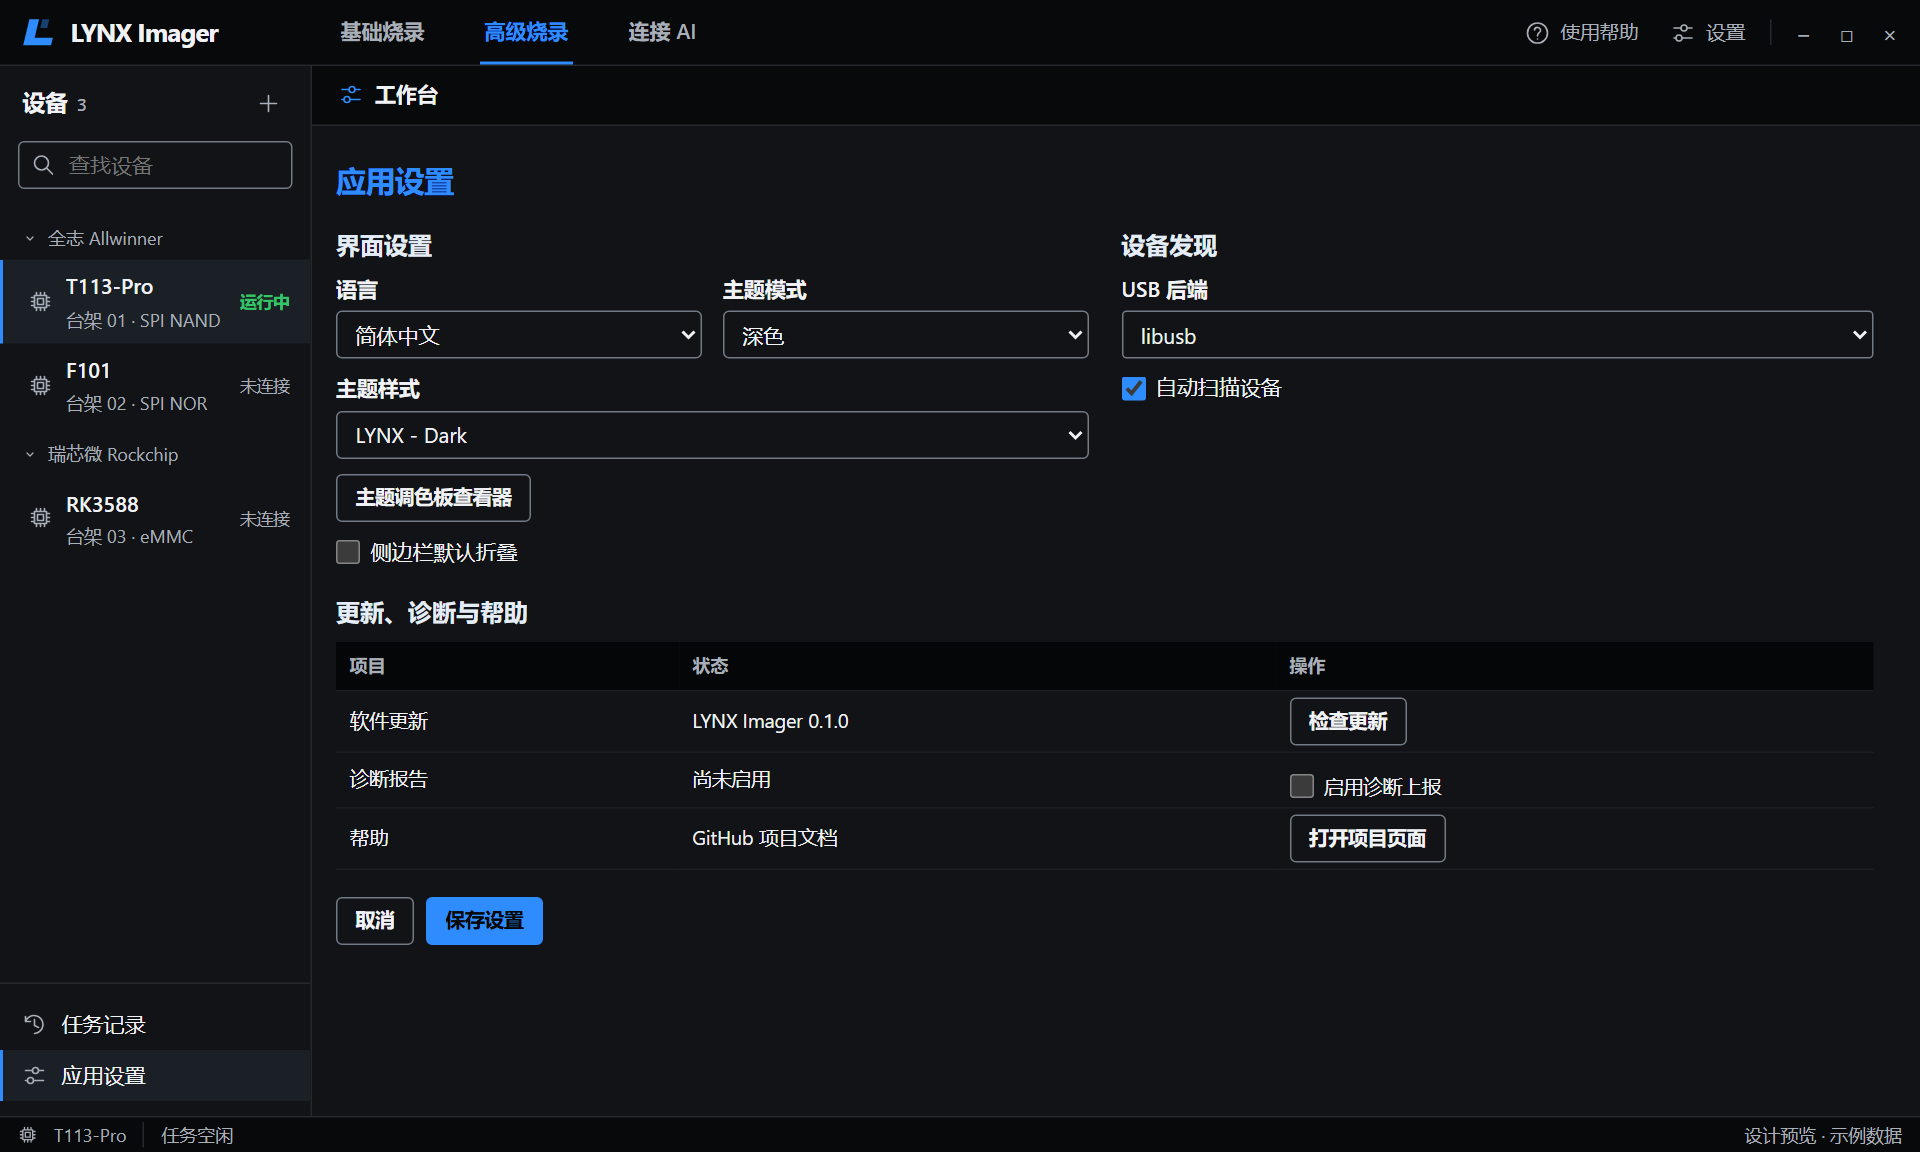 LYNX Imager
基础烧录
高级烧录
连接 AI
使用帮助
设置
设备 3
查找设备
全志 Allwinner
T113-Pro
台架 01 · SPI NAND
运行中
F101
台架 02 · SPI NOR
未连接
瑞芯微 Rockchip
RK3588
台架 03 · eMMC
未连接
任务记录
应用设置
工作台
应用设置
界面设置
语言
简体中文
主题模式
深色
主题样式
LYNX - Dark
主题调色板查看器
侧边栏默认折叠
设备发现
USB 后端
libusb
自动扫描设备
更新、诊断与帮助
项目 状态 操作
软件更新 LYNX Imager 0.1.0 检查更新
诊断报告 尚未启用 启用诊断上报
帮助 GitHub 项目文档 打开项目页面
取消
保存设置
T113-Pro
任务空闲
设计预览 · 示例数据